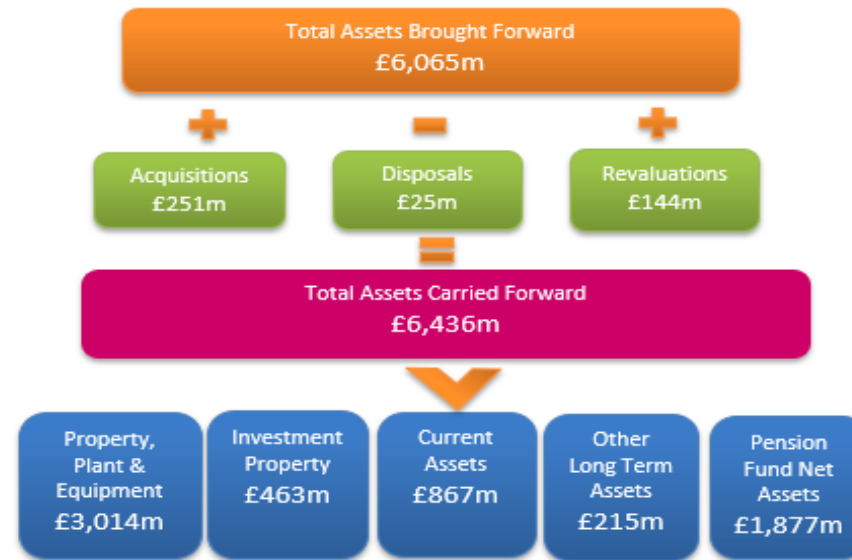 Total Assets Brought Forward
£6,065m
Acquisitions
£251m
Disposals
£25m
Revaluations
£144m
Total Assets Carried Forward
£6,436m
Property,
Plant &
Equipment
£3,014m
Investment
Property
£463m
Current
Assets
£867m
Other
Long Term
Assets
£215m
Pension
Fund Net
Assets
£1,877m